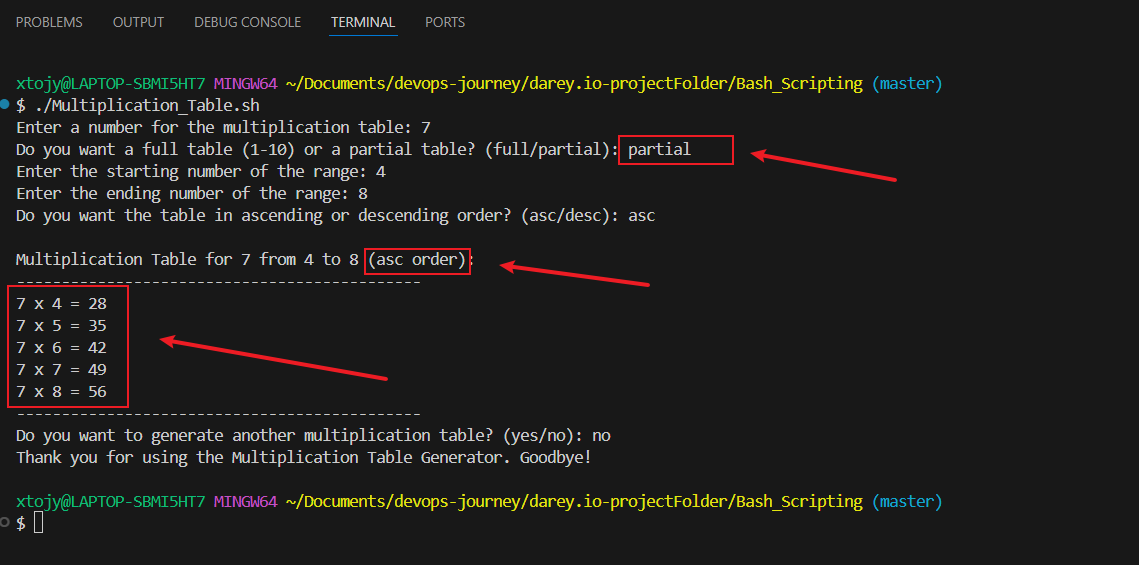 PROBLEMS OUTPUT DEBUG CONSOLE TERMINAL PORTS
xtojy@LAPTOP-SBMI5HT7 MINGW64 ~/Documents/devops-journey/darey.io-projectFolder/Bash_Scripting (master)
$ ./Multiplication_Table.sh
Enter a number for the multiplication table: 7
Do you want a full table (1-10) or a partial table? (full/partial): partial
Enter the starting number of the range: 4
Enter the ending number of the range: 8
Do you want the table in ascending or descending order? (asc/desc): asc
Multiplication Table for 7 from 4 to 8 (asc order):
---------------------------------------------
7 x 4 = 28
7 x 5 = 35
7 x 6 = 42
7 x 7 = 49
7 x 8 = 56
---------------------------------------------
Do you want to generate another multiplication table? (yes/no): no
Thank you for using the Multiplication Table Generator. Goodbye!
xtojy@LAPTOP-SBMI5HT7 MINGW64 ~/Documents/devops-journey/darey.io-projectFolder/Bash_Scripting (master)
$